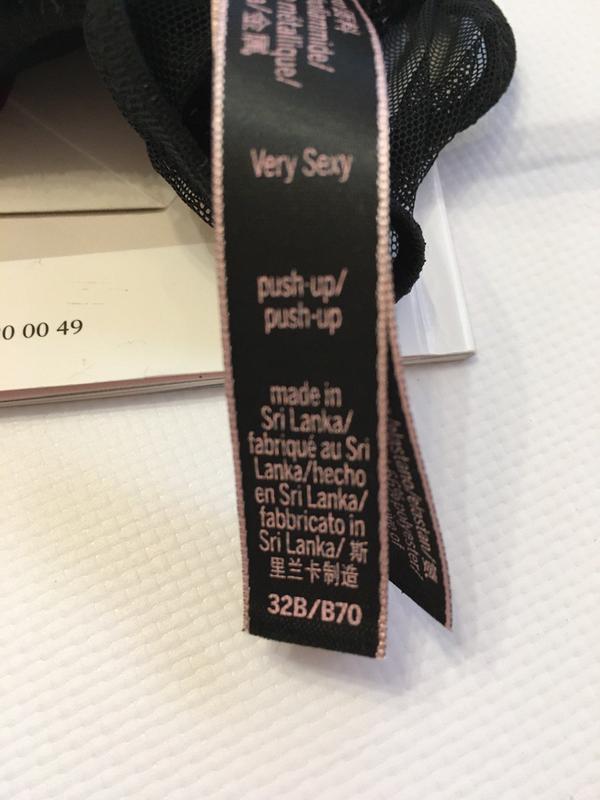 métallique/
Very Sexy
push-up/
push-up
made in
Sri Lanka/
fabriqué au Sri
Lanka/hecho
en Sri Lanka/
fabbricato in
Sri Lanka/ 斯
里兰卡制造
32B/B70
0 00 49